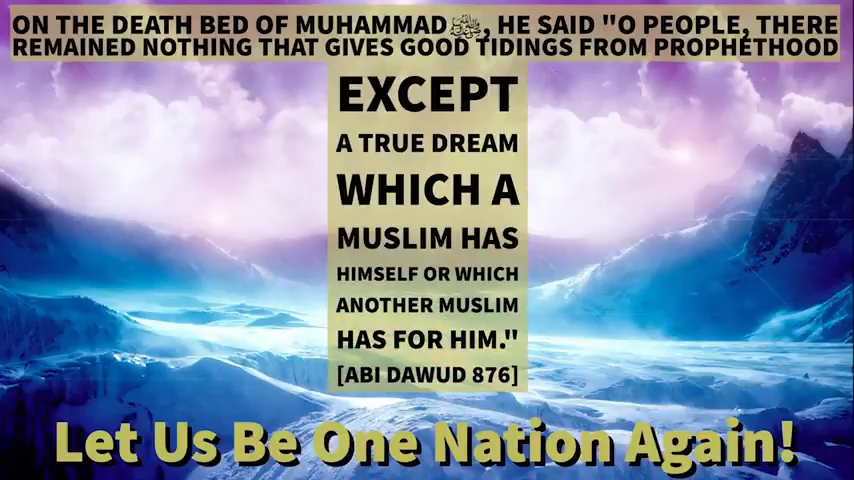 ON THE DEATH BED OF MUHAMMADﷺ, HE SAID "O PEOPLE, THERE
REMAINED NOTHING THAT GIVES GOOD TIDINGS FROM PROPHETHOOD
EXCEPT
A TRUE DREAM
WHICH A
MUSLIM HAS
HIMSELF OR WHICH
ANOTHER MUSLIM
HAS FOR HIM."
[ABI DAWUD 876]
Let Us Be One Nation Again!